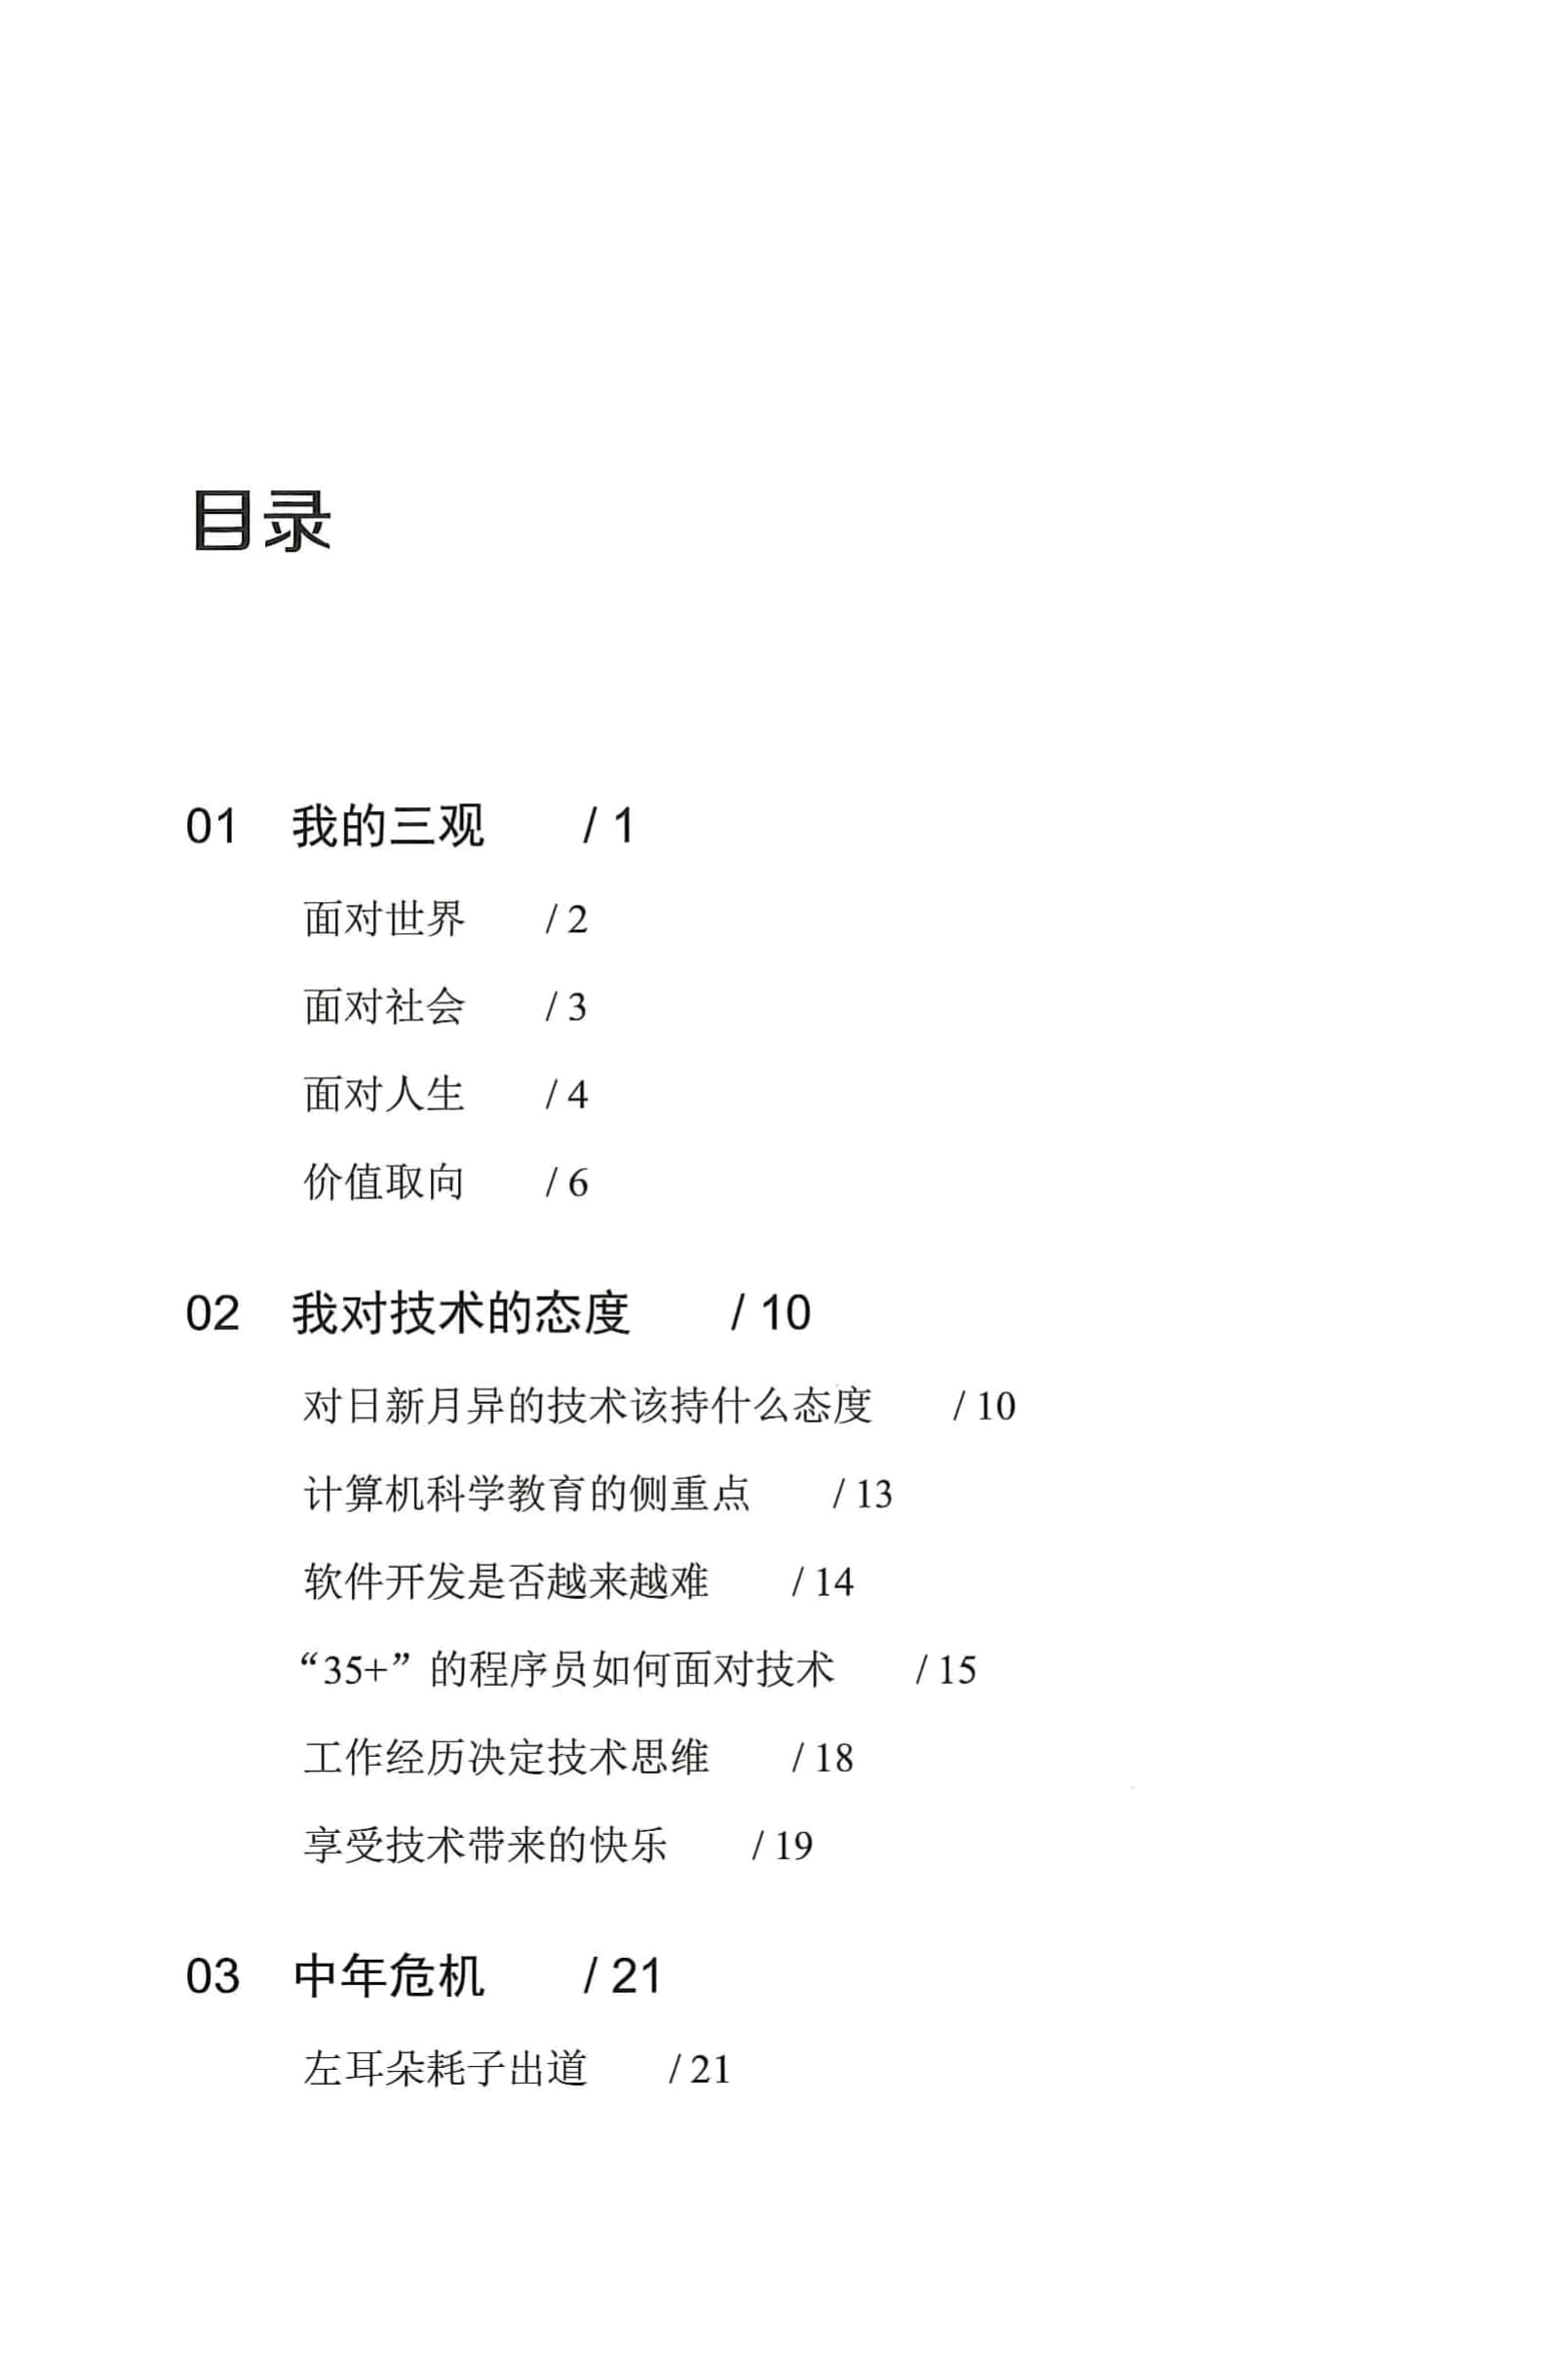 目录
01 我的三观 / 1
面对世界 / 2
面对社会 / 3
面对人生 / 4
价值取向 / 6
02 我对技术的态度 / 10
对日新月异的技术该持什么态度 / 10
计算机科学教育的侧重点 / 13
软件开发是否越来越难 / 14
“35+”的程序员如何面对技术 / 15
工作经历决定技术思维 / 18
享受技术带来的快乐 / 19
03 中年危机 / 21
左耳朵耗子出道 / 21